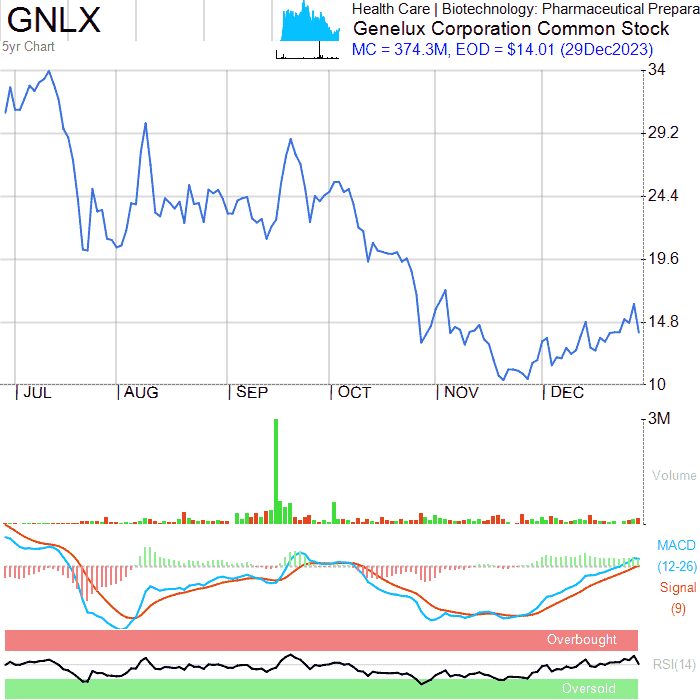 GNLX
5yr Chart
Health Care | Biotechnology: Pharmaceutical Prepara
Genelux Corporation Common Stock
MC = 374.3M, EOD = $14.01 (29Dec2023)
34
29.2
24.4
19.6
14.8
10
JUL AUG SEP OCT NOV DEC
3M
Volume
MACD
(12-26)
Signal
(9)
Overbought
RSI(14)
Oversold